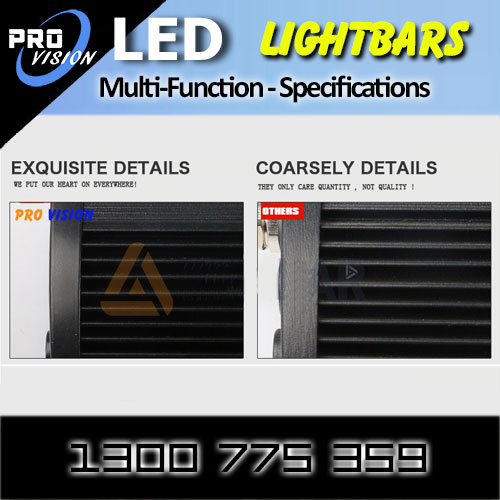 PRO VISION
LED LIGHTBARS
Multi-Function - Specifications
EXQUISITE DETAILS
WE PUT OUR HEART ON EVERYWHERE!
COARSELY DETAILS
THEY ONLY CARE QUANTITY , NOT QUALITY !
PRO VISION
OTHERS
1300 775 359